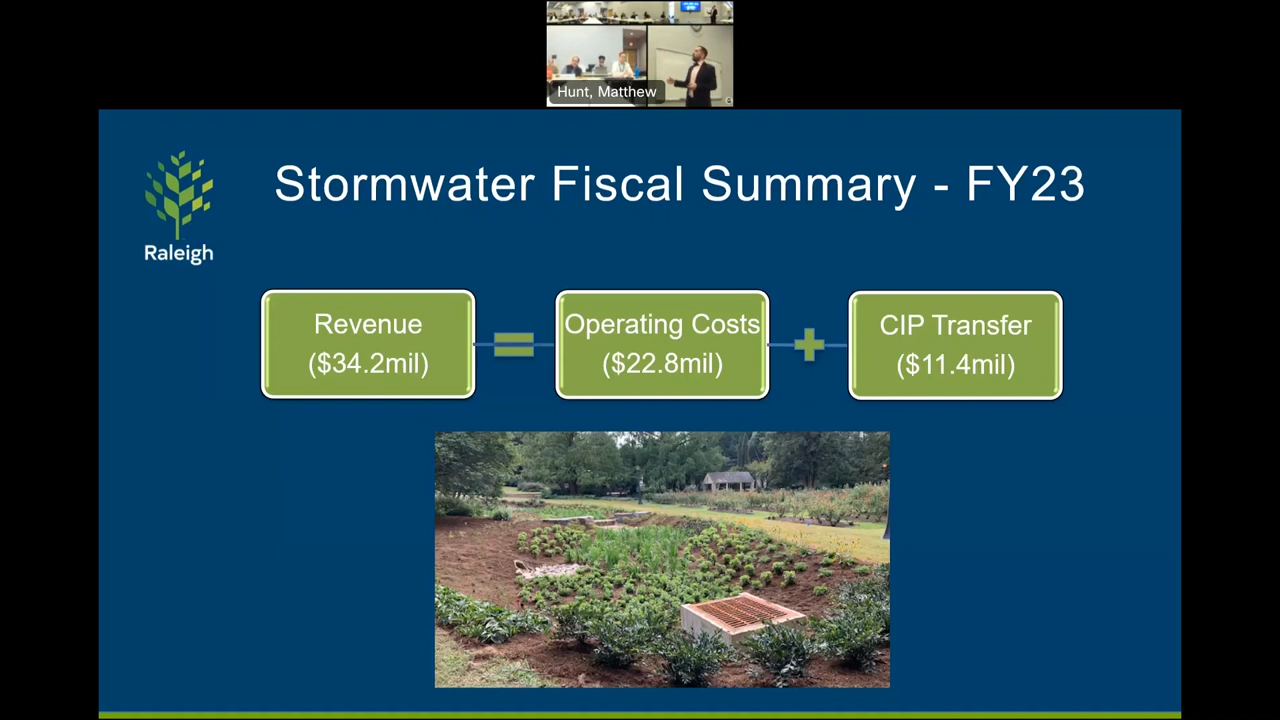 Hunt, Matthew
Stormwater Fiscal Summary - FY23
Raleigh
Revenue
($34.2mil)
Operating Costs
($22.8mil)
CIP Transfer
($11.4mil)